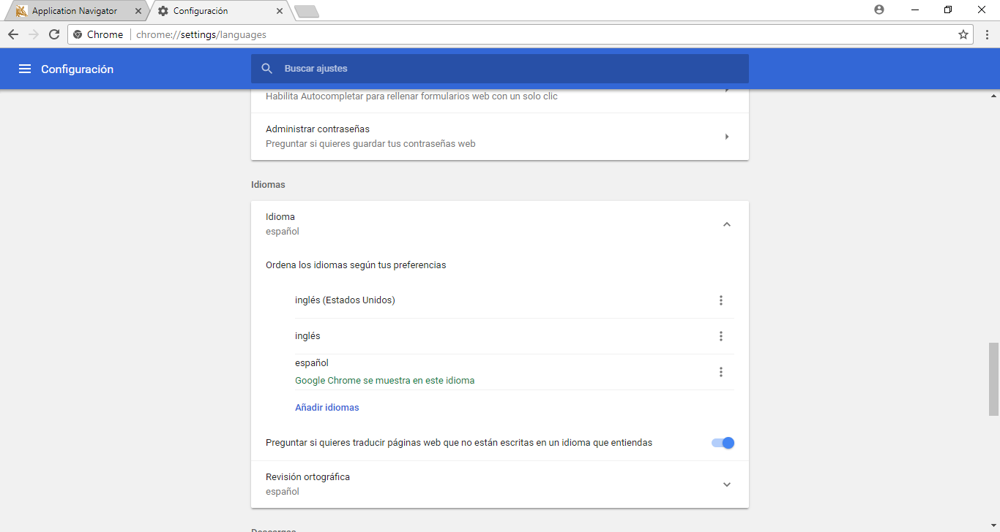 Application Navigator
Configuración
Chrome
chrome://settings/languages
Configuración
Buscar ajustes
Habilita Autocompletar para rellenar formularios web con un solo clic
Administrar contraseñas
Preguntar si quieres guardar tus contraseñas web
Idiomas
Idioma
español
Ordena los idiomas según tus preferencias
inglés (Estados Unidos)
inglés
español
Google Chrome se muestra en este idioma
Añadir idiomas
Preguntar si quieres traducir páginas web que no están escritas en un idioma que entiendas
Revisión ortográfica
español
Descargas